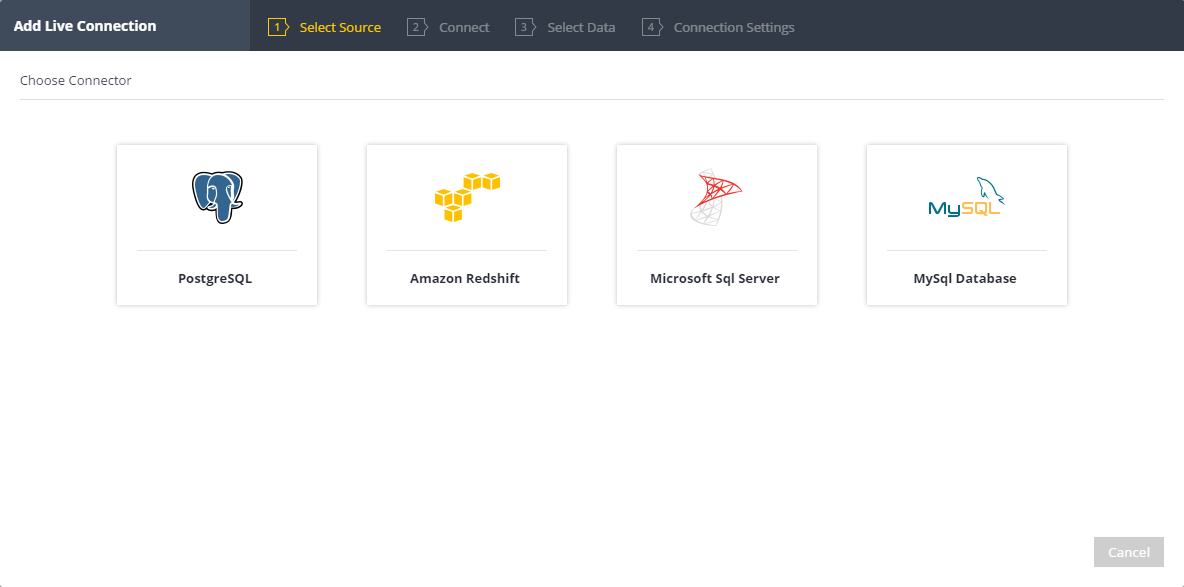 Add Live Connection
1 Select Source 2 Connect 3 Select Data 4 Connection Settings
Choose Connector
MySQL
PostgreSQL Amazon Redshift Microsoft Sql Server MySql Database
Cancel